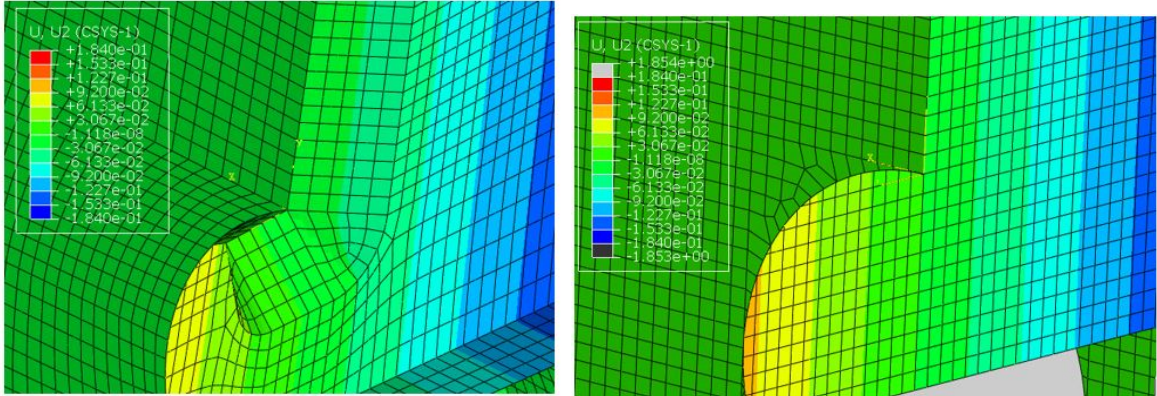 U, U2 (CSYS-1)
+1.840e-01
+1.533e-01
+1.227e-01
+9.200e-02
+6.133e-02
+3.067e-02
-1.118e-08
-3.067e-02
-6.133e-02
-9.200e-02
-1.227e-01
-1.533e-01
-1.840e-01
Y
X
U, U2 (CSYS-1)
+1.854e+00
+1.840e-01
+1.533e-01
+1.227e-01
+9.200e-02
+6.133e-02
+3.067e-02
-1.118e-08
-3.067e-02
-6.133e-02
-9.200e-02
-1.227e-01
-1.533e-01
-1.840e-01
-1.853e+00
X